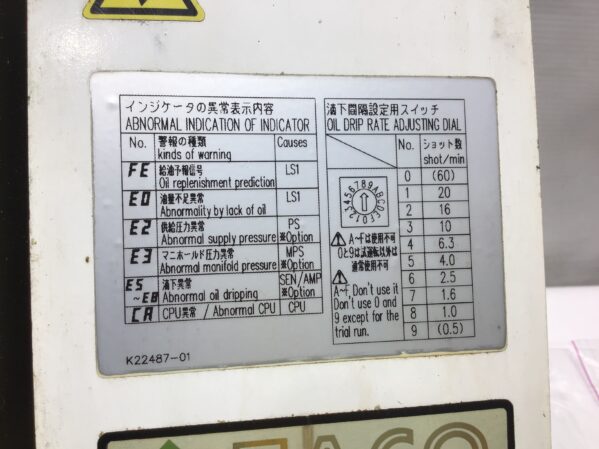 インジケータの異常表示内容
ABNORMAL INDICATION OF INDICATOR
No. 警報の種類 kinds of warning Causes
FE 給油予報信号 Oil replenishment prediction LS1
E0 油量不足異常 Abnormality by lack of oil LS1
E2 供給圧力異常 Abnormal supply pressure PS ※Option
E3 マニホールド圧力異常 Abnormal manifold pressure MPS ※Option
E5 ~E8 滴下異常 Abnormal oil dripping SEN/AMP ※Option
CA CPU異常 / Abnormal CPU CPU
K22487-01
滴下間隔設定用スイッチ
OIL DRIP RATE ADJUSTING DIAL
No. ショット数 shot/min
0 (60)
1 20
2 16
3 10
4 6.3
5 4.0
6 2.5
7 1.6
8 1.0
9 (0.5)
0123456789ABCDEF
A~Fは使用不可
0と9は試運転以外は
通常使用不可
A~F, Don't use it
Don't use 0 and
9 except for the
trial run.
TACO